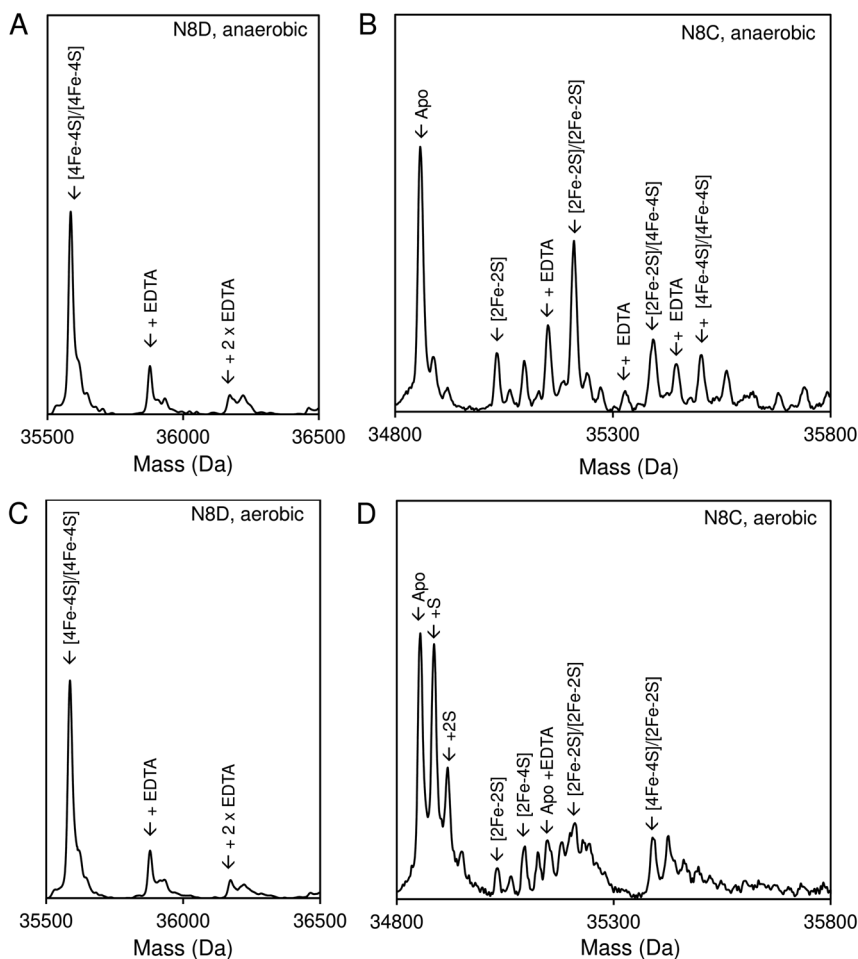 A
N8D, anaerobic
← [4Fe-4S]/[4Fe-4S]
← + EDTA
← + 2 x EDTA
35500 36000 36500
Mass (Da)
B
N8C, anaerobic
← Apo
← [2Fe-2S]
← + EDTA
← [2Fe-2S]/[2Fe-2S]
←+ EDTA
←[2Fe-2S]/[4Fe-4S]
←+ EDTA
←+ [4Fe-4S]/[4Fe-4S]
34800 35300 35800
Mass (Da)
C
N8D, aerobic
← [4Fe-4S]/[4Fe-4S]
← + EDTA
← + 2 x EDTA
35500 36000 36500
Mass (Da)
D
N8C, aerobic
← Apo
←+S
←+2S
← [2Fe-2S]
← [2Fe-4S]
← Apo +EDTA
← [2Fe-2S]/[2Fe-2S]
← [4Fe-4S]/[2Fe-2S]
34800 35300 35800
Mass (Da)